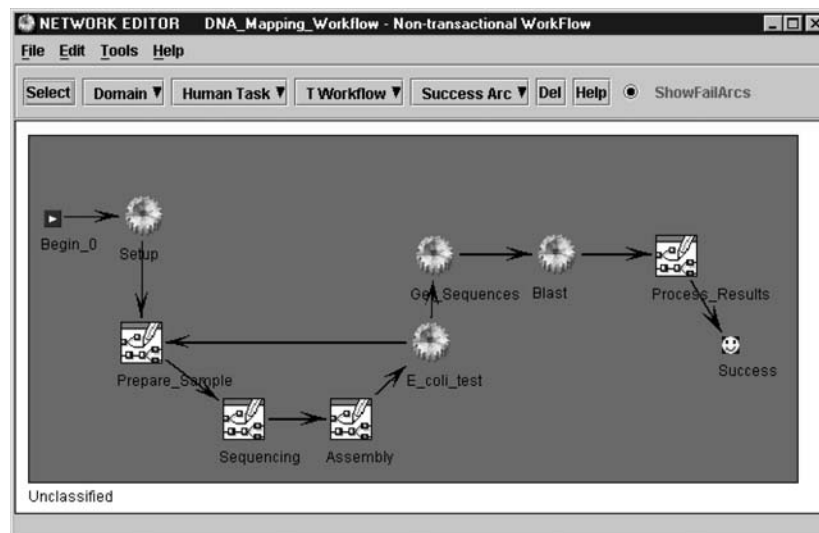 NETWORK EDITOR DNA_Mapping_Workflow - Non-transactional WorkFlow
File Edit Tools Help
Select Domain Human Task T Workflow Success Arc Del Help ShowFailArcs
Begin_0
Setup
Get_Sequences
Blast
Process_Results
Prepare_Sample
E_coli_test
Success
Sequencing
Assembly
Unclassified